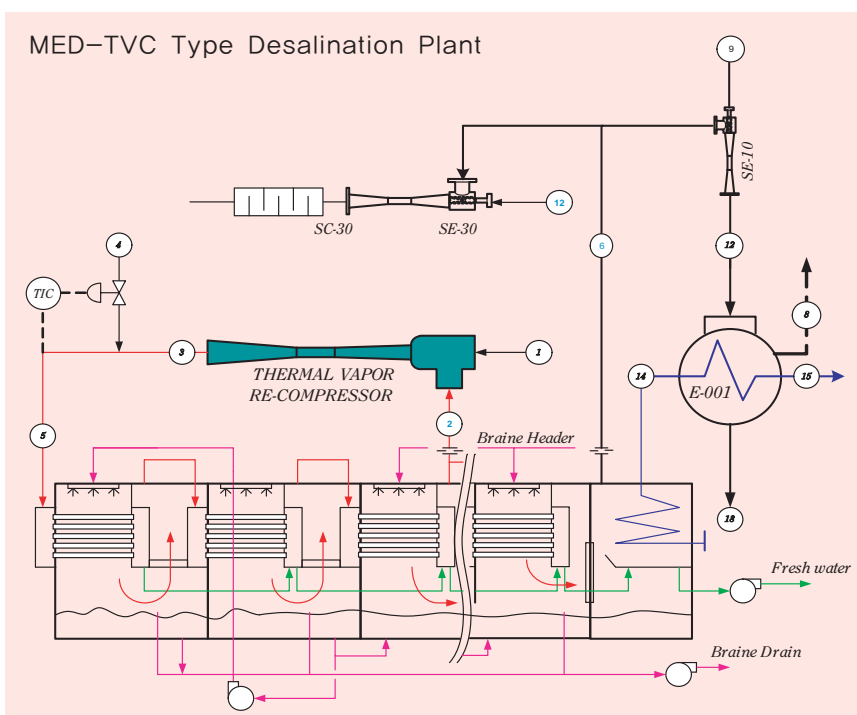 MED-TVC Type Desalination Plant
9
SE-10
12
SC-30
SE-30
6
12
4
TIC
8
3
1
THERMAL VAPOR
RE-COMPRESSOR
14
15
E-001
2
5
Braine Header
18
Fresh water
Braine Drain